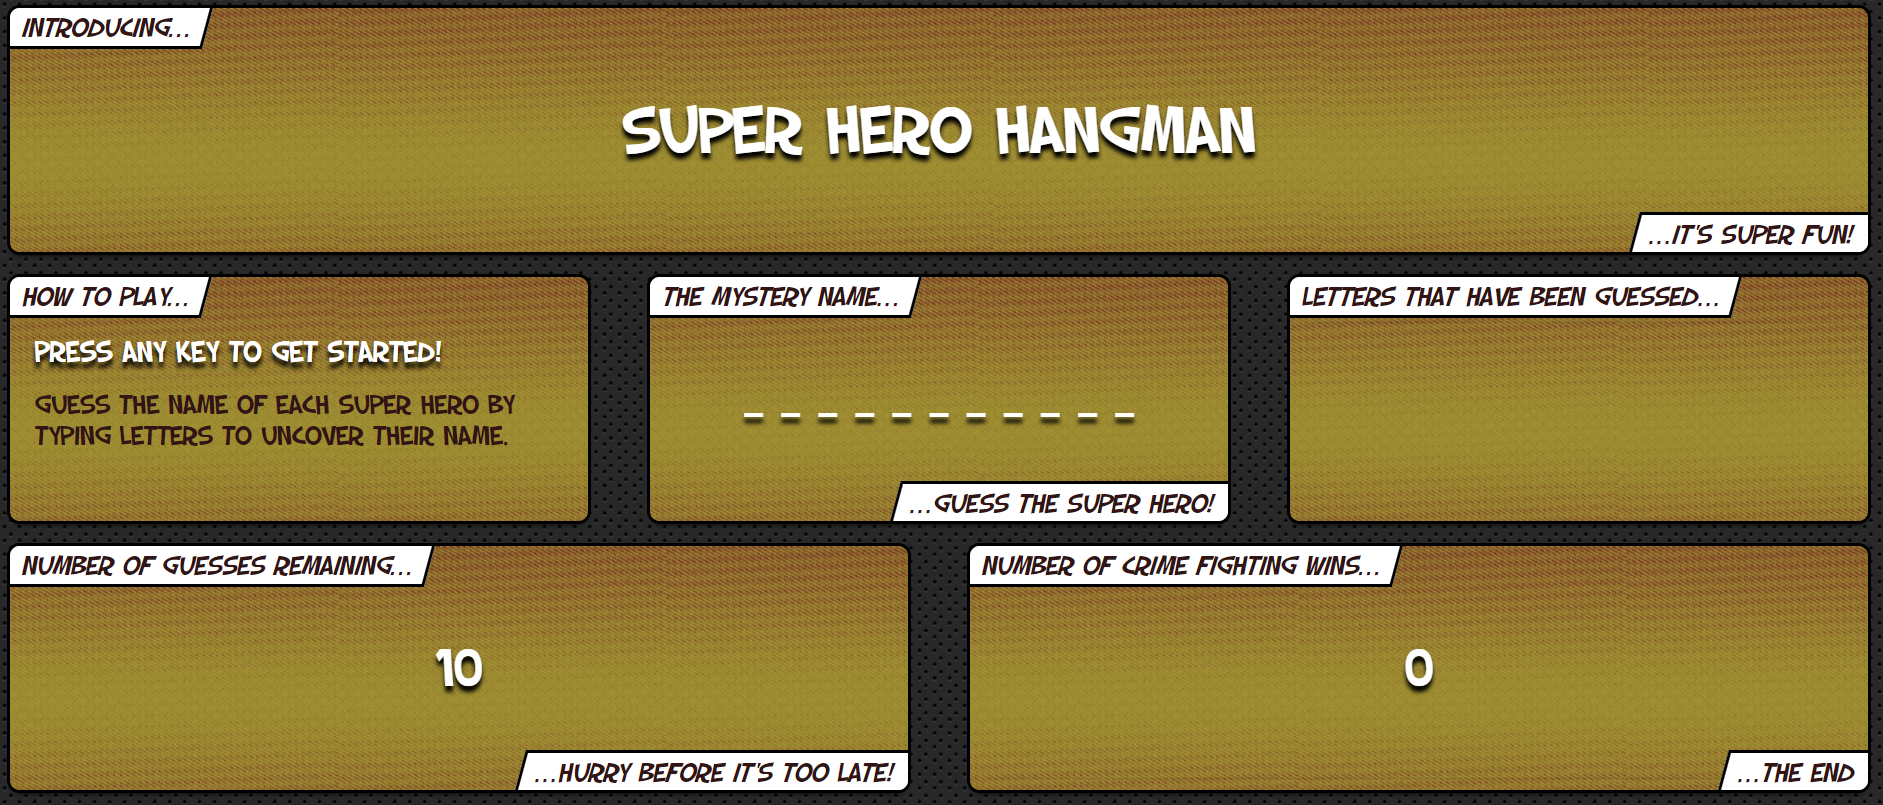 INTRODUCING...
SUPER HERO HANGMAN
...IT'S SUPER FUN!
HOW TO PLAY...
PRESS ANY KEY TO GET STARTED!
GUESS THE NAME OF EACH SUPER HERO BY
TYPING LETTERS TO UNCOVER THEIR NAME.
THE MYSTERY NAME...
_ _ _ _ _ _ _ _ _ _ _
...GUESS THE SUPER HERO!
LETTERS THAT HAVE BEEN GUESSED...
NUMBER OF GUESSES REMAINING...
10
...HURRY BEFORE IT'S TOO LATE!
NUMBER OF CRIME FIGHTING WINS...
0
...THE END